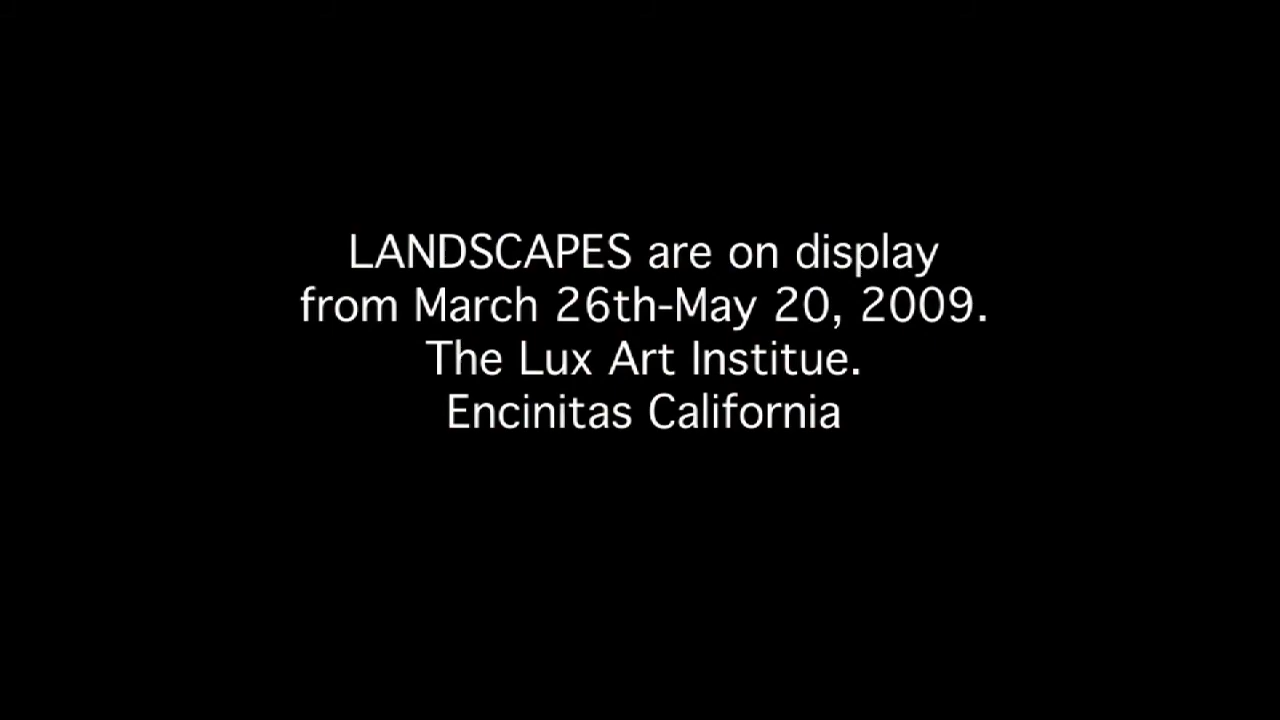 LANDSCAPES are on display
from March 26th-May 20, 2009.
The Lux Art Institue.
Encinitas California